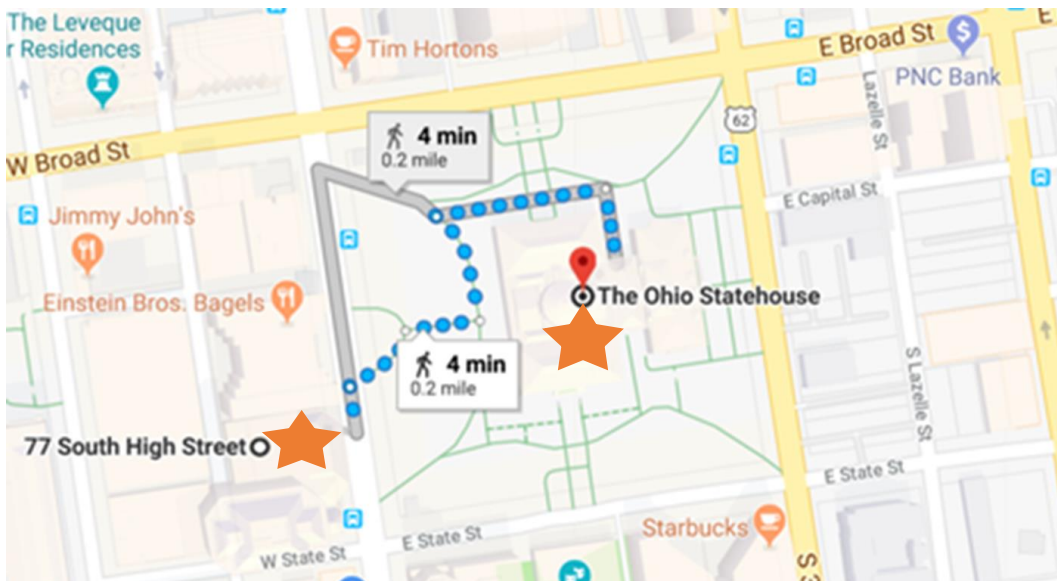 The Leveque
r Residences
Tim Hortons
E Broad St
PNC Bank
Lazelle St
62
4 min
0.2 mile
W Broad St
Jimmy John's
E Capital St
Einstein Bros. Bagels
The Ohio Statehouse
4 min
0.2 mile
S Lazelle St
77 South High Street
E State St
Starbucks
E State St
W State St
S 3